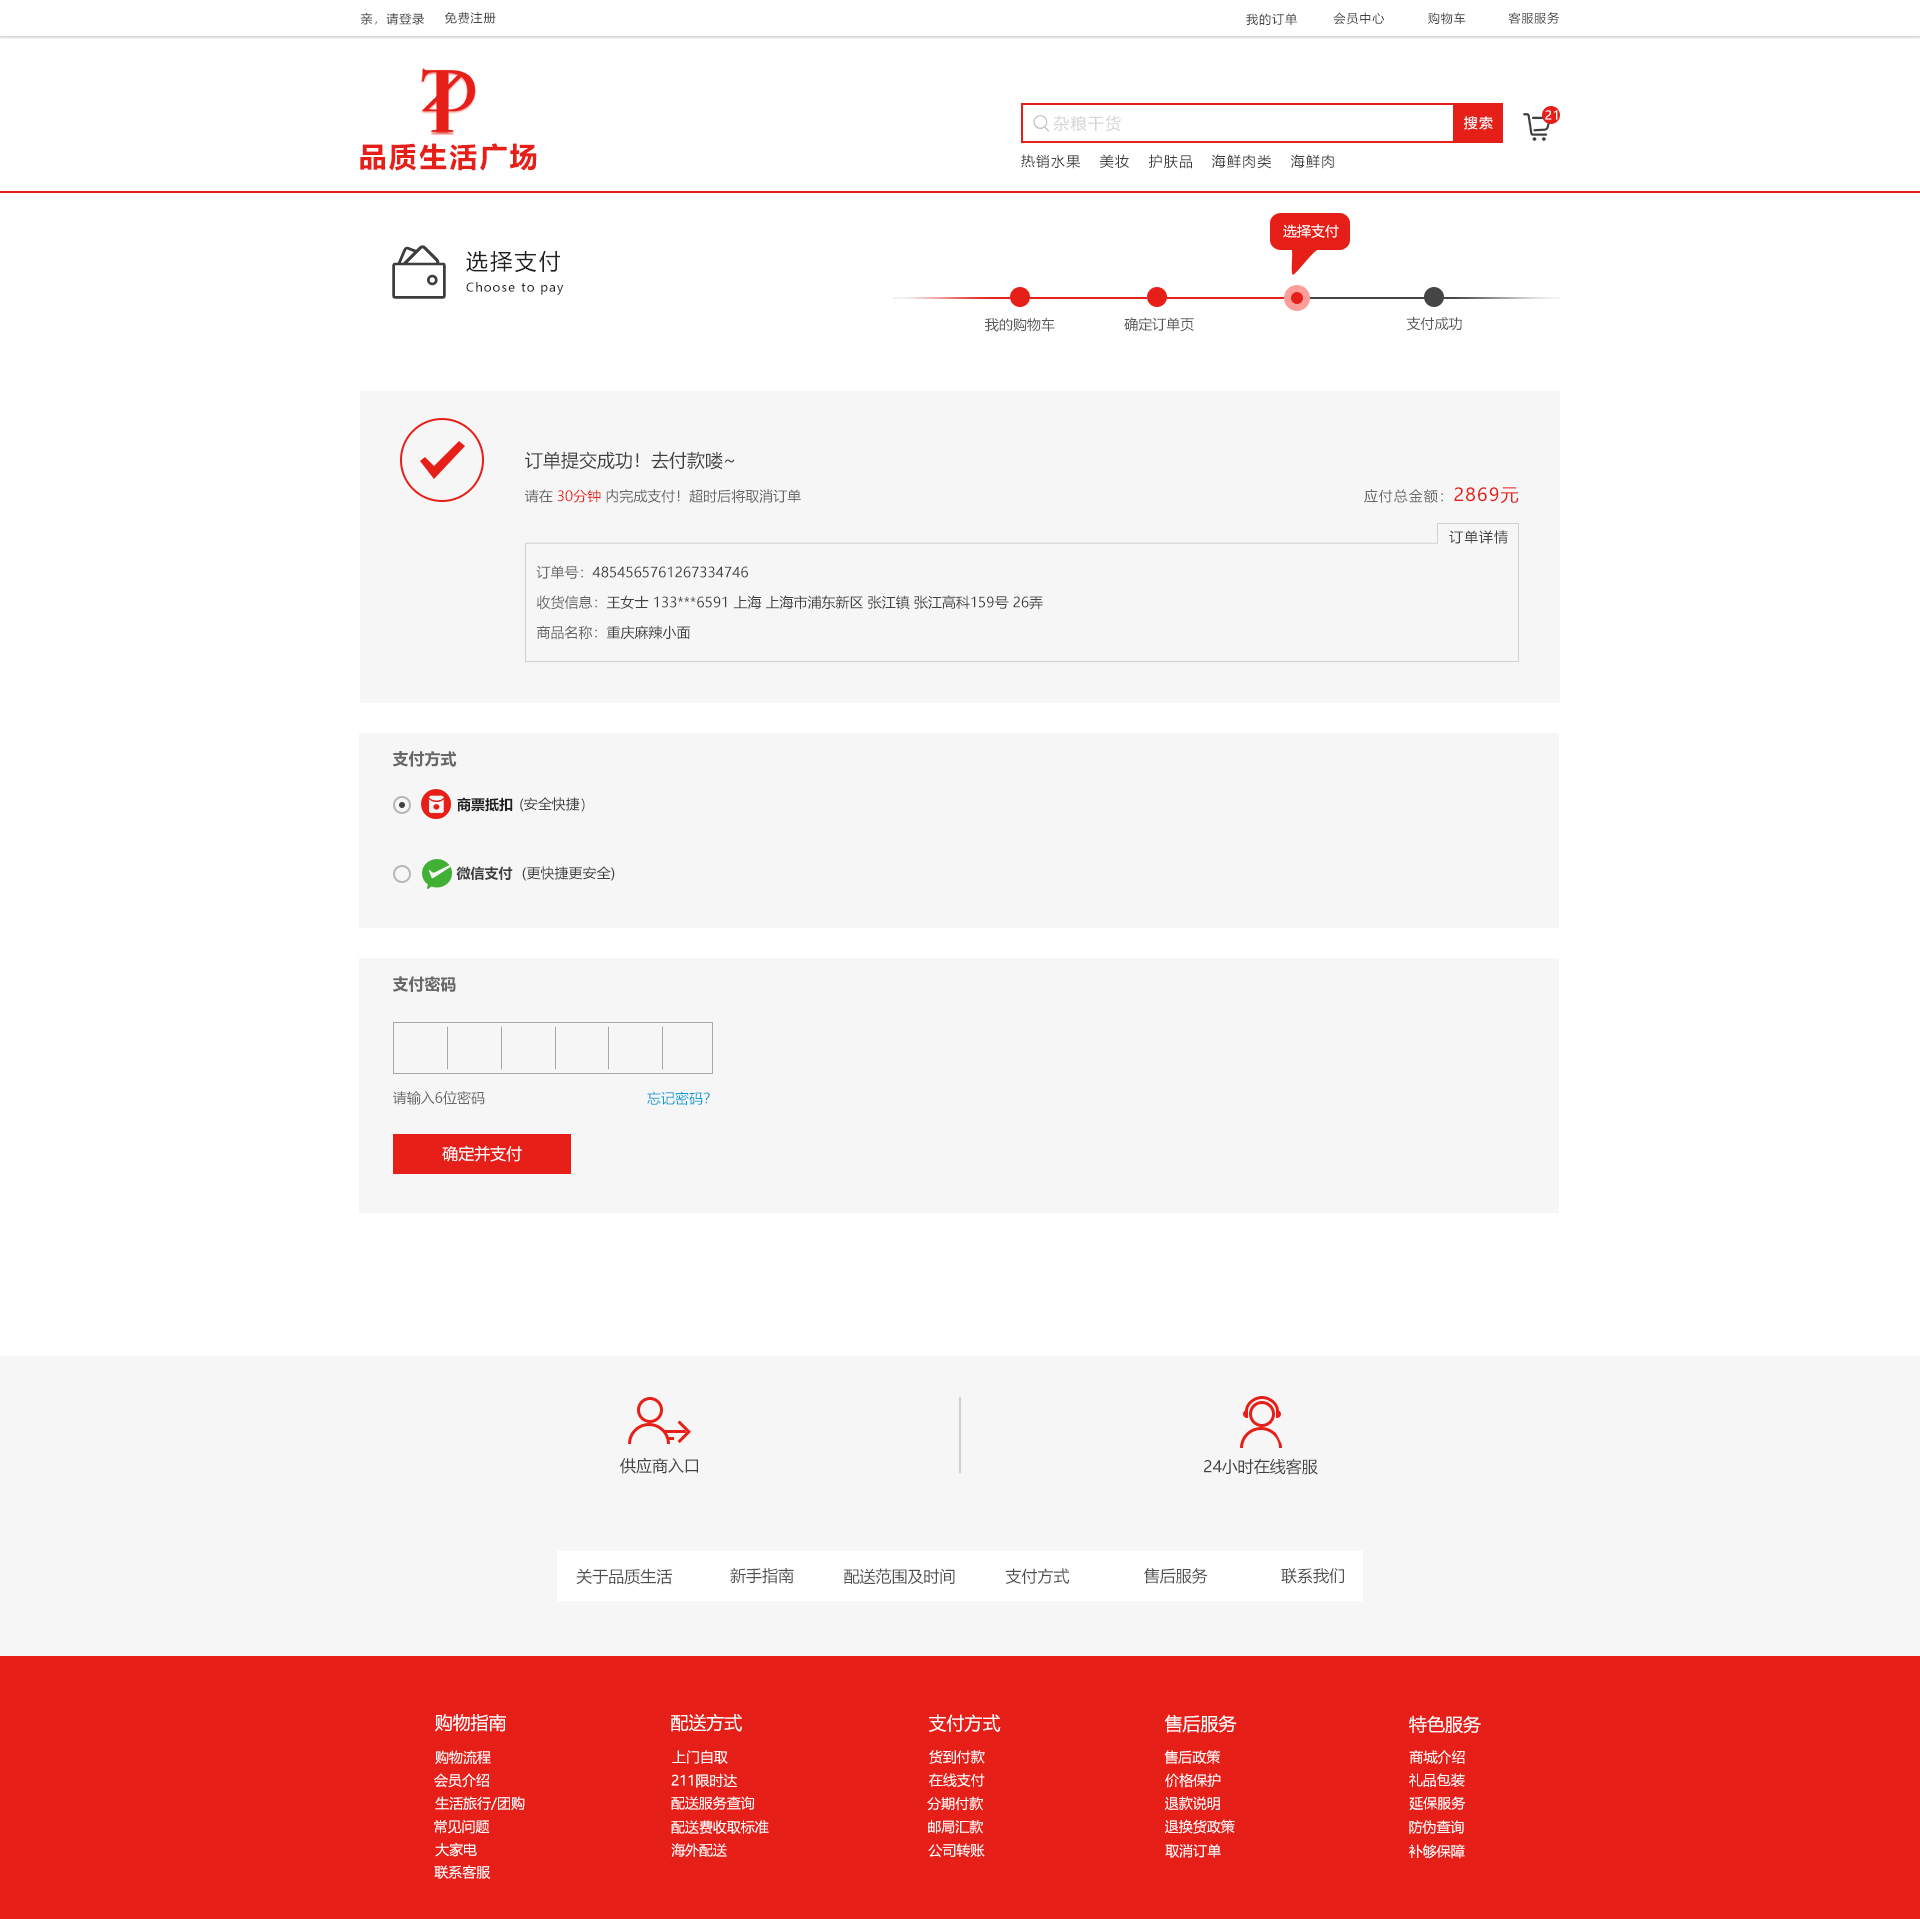 亲，请登录 免费注册 我的订单 会员中心 购物车 客服服务
品质生活广场
杂粮干货 搜索 21
热销水果 美妆 护肤品 海鲜肉类 海鲜肉
选择支付
Choose to pay
选择支付
我的购物车 确定订单页 支付成功
订单提交成功！去付款喽~
请在 30分钟 内完成支付！超时后将取消订单 应付总金额：2869元
订单详情
订单号：4854565761267334746
收货信息：王女士 133***6591 上海 上海市浦东新区 张江镇 张江高科159号 26弄
商品名称：重庆麻辣小面
支付方式
商票抵扣 (安全快捷)
微信支付 (更快捷更安全)
支付密码
请输入6位密码 忘记密码?
确定并支付
供应商入口 24小时在线客服
关于品质生活 新手指南 配送范围及时间 支付方式 售后服务 联系我们
购物指南 配送方式 支付方式 售后服务 特色服务
购物流程 上门自取 货到付款 售后政策 商城介绍
会员介绍 211限时达 在线支付 价格保护 礼品包装
生活旅行/团购 配送服务查询 分期付款 退款说明 延保服务
常见问题 配送费收取标准 邮局汇款 退换货政策 防伪查询
大家电 海外配送 公司转账 取消订单 补够保障
联系客服